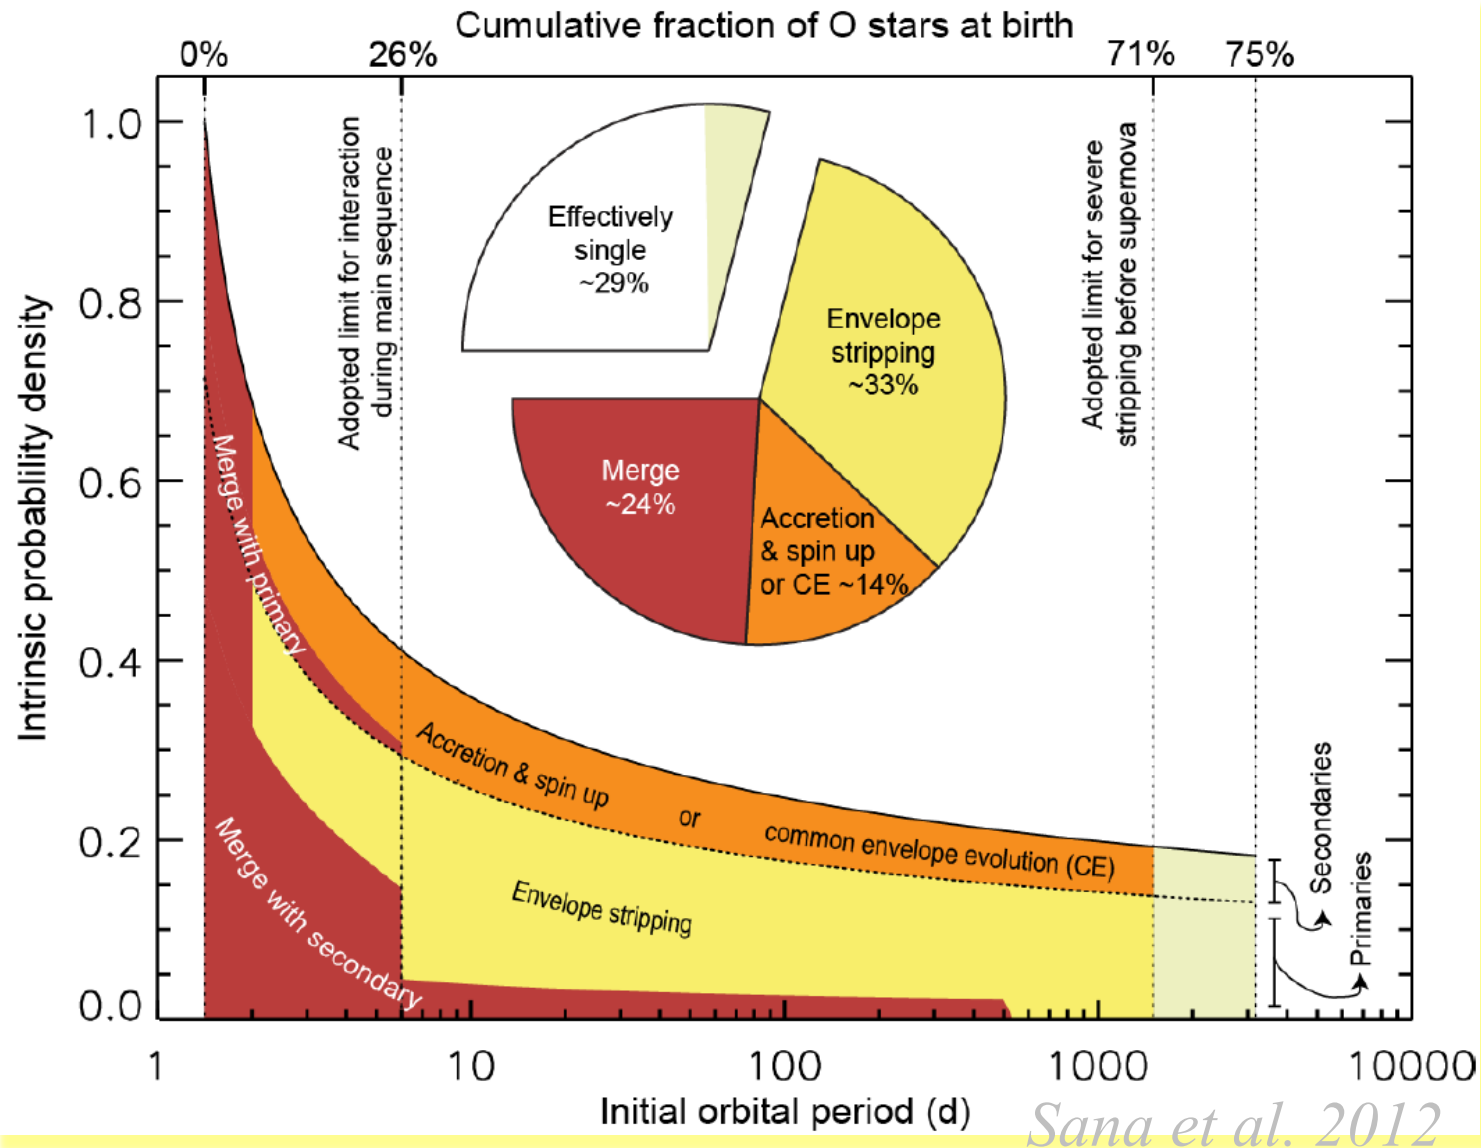 Cumulative fraction of O stars at birth
0% 26% 71% 75%
1.0
0.8
0.6
0.4
0.2
0.0
Intrinsic probablility density
Adopted limit for interaction
during main sequence
Effectively
single
~29%
Envelope
stripping
~33%
Merge
~24%
Accretion
& spin up
or CE ~14%
Adopted limit for severe
stripping before supernova
Merge with primary
Accretion & spin up or common envelope evolution (CE)
Envelope stripping
Merge with secondary
Secondaries
Primaries
1 10 100 1000 10000
Initial orbital period (d)
Sana et al. 2012